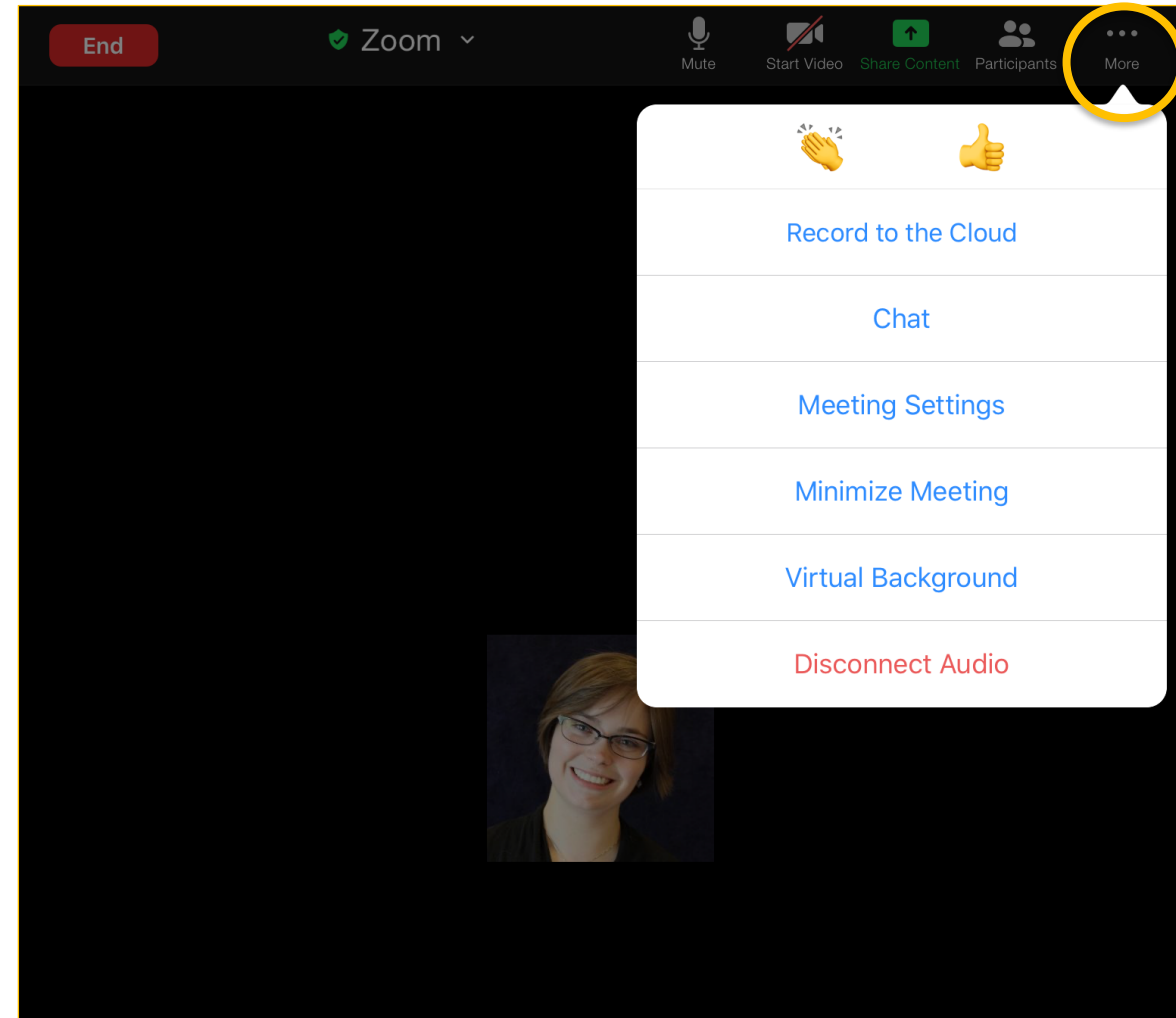 End
Zoom
Mute
Start Video
Share Content
Participants
More
Record to the Cloud
Chat
Meeting Settings
Minimize Meeting
Virtual Background
Disconnect Audio